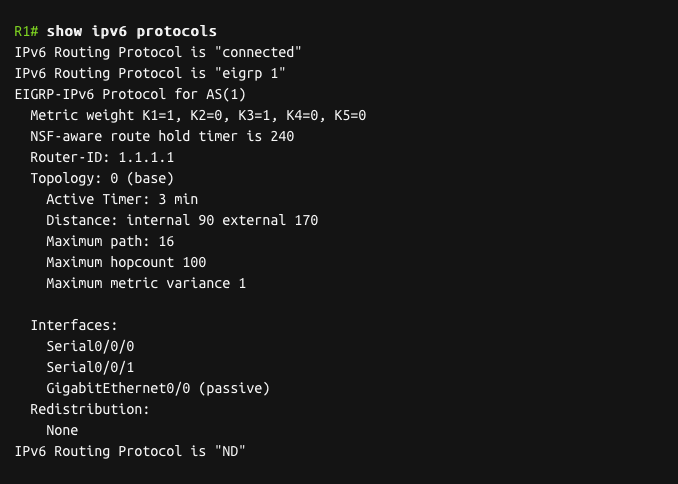 R1# show ipv6 protocols
IPv6 Routing Protocol is "connected"
IPv6 Routing Protocol is "eigrp 1"
EIGRP-IPv6 Protocol for AS(1)
  Metric weight K1=1, K2=0, K3=1, K4=0, K5=0
  NSF-aware route hold timer is 240
  Router-ID: 1.1.1.1
  Topology: 0 (base)
    Active Timer: 3 min
    Distance: internal 90 external 170
    Maximum path: 16
    Maximum hopcount 100
    Maximum metric variance 1

  Interfaces:
    Serial0/0/0
    Serial0/0/1
    GigabitEthernet0/0 (passive)
  Redistribution:
    None
IPv6 Routing Protocol is "ND"